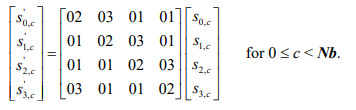 s'0,c 02 03 01 01 s0,c
s'1,c 01 02 03 01 s1,c
= for 0 ≤ c < Nb.
s'2,c 01 01 02 03 s2,c
s'3,c 03 01 01 02 s3,c